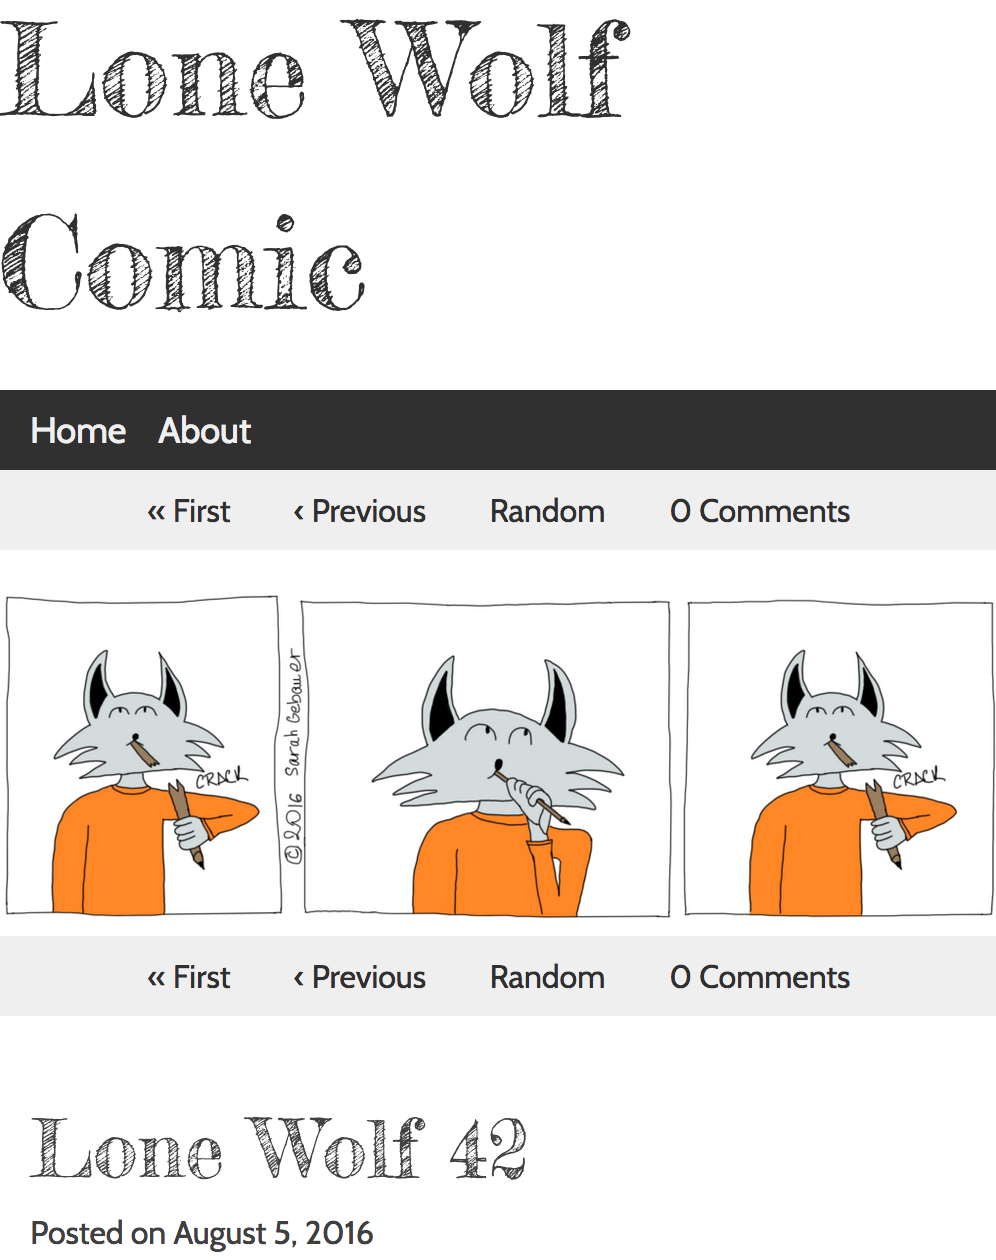 Lone Wolf
Comic
Home About
« First ‹ Previous Random 0 Comments
CRACK
© 2016 Sarah Gebauer
CRACK
« First ‹ Previous Random 0 Comments
Lone Wolf 42
Posted on August 5, 2016